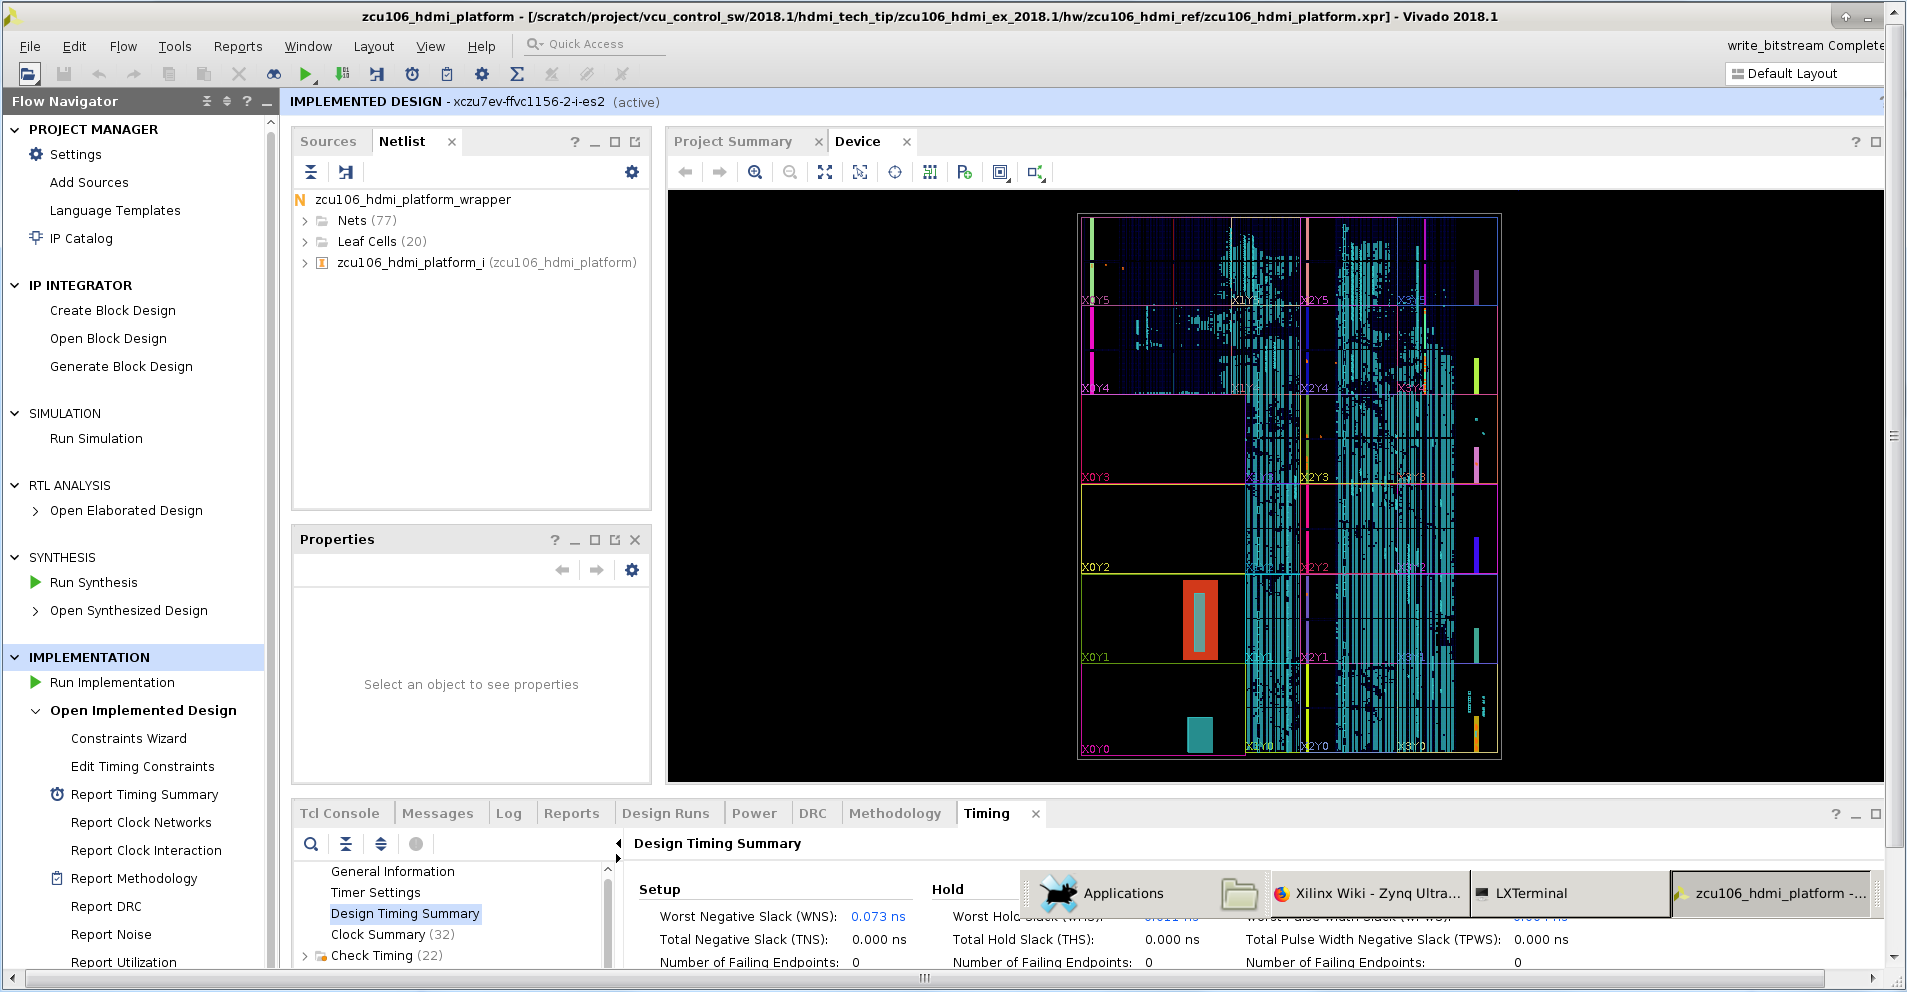 zcu106_hdmi_platform - [/scratch/project/vcu_control_sw/2018.1/hdmi_tech_tip/zcu106_hdmi_ex_2018.1/hw/zcu106_hdmi_ref/zcu106_hdmi_platform.xpr] - Vivado 2018.1
File Edit Flow Tools Reports Window Layout View Help Quick Access
write_bitstream Complete
Default Layout
Flow Navigator
IMPLEMENTED DESIGN - xczu7ev-ffvc1156-2-i-es2 (active)
PROJECT MANAGER
Settings
Add Sources
Language Templates
IP Catalog
IP INTEGRATOR
Create Block Design
Open Block Design
Generate Block Design
SIMULATION
Run Simulation
RTL ANALYSIS
Open Elaborated Design
SYNTHESIS
Run Synthesis
Open Synthesized Design
IMPLEMENTATION
Run Implementation
Open Implemented Design
Constraints Wizard
Edit Timing Constraints
Report Timing Summary
Report Clock Networks
Report Clock Interaction
Report Methodology
Report DRC
Report Noise
Report Utilization
Sources Netlist
zcu106_hdmi_platform_wrapper
Nets (77)
Leaf Cells (20)
zcu106_hdmi_platform_i (zcu106_hdmi_platform)
Properties
Select an object to see properties
Project Summary Device
X0Y5 X2Y5 X3Y5
X0Y4 X1Y4 X2Y4 X3Y4
X0Y3 X2Y3
X0Y2 X2Y2
X0Y1 X1Y1 X2Y1 X3Y1
X0Y0 X1Y0 X2Y0 X3Y0
Tcl Console Messages Log Reports Design Runs Power DRC Methodology Timing
General Information
Timer Settings
Design Timing Summary
Clock Summary (32)
Check Timing (22)
Design Timing Summary
Setup Hold
Worst Negative Slack (WNS): 0.073 ns
Total Negative Slack (TNS): 0.000 ns Total Hold Slack (THS): 0.000 ns Total Pulse Width Negative Slack (TPWS): 0.000 ns
Number of Failing Endpoints: 0 Number of Failing Endpoints: 0 Number of Failing Endpoints: 0
Applications Xilinx Wiki - Zynq Ultra... LXTerminal zcu106_hdmi_platform -...